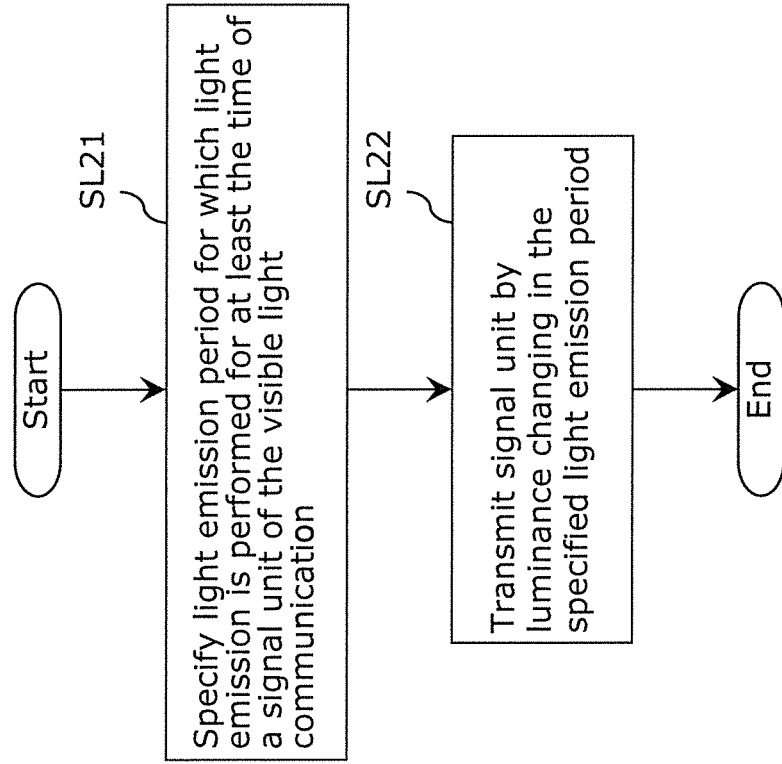 Start
SL21
Specify light emission period for which light
emission is performed for at least the time of
a signal unit of the visible light
communication
SL22
Transmit signal unit by
luminance changing in the
specified light emission period
End